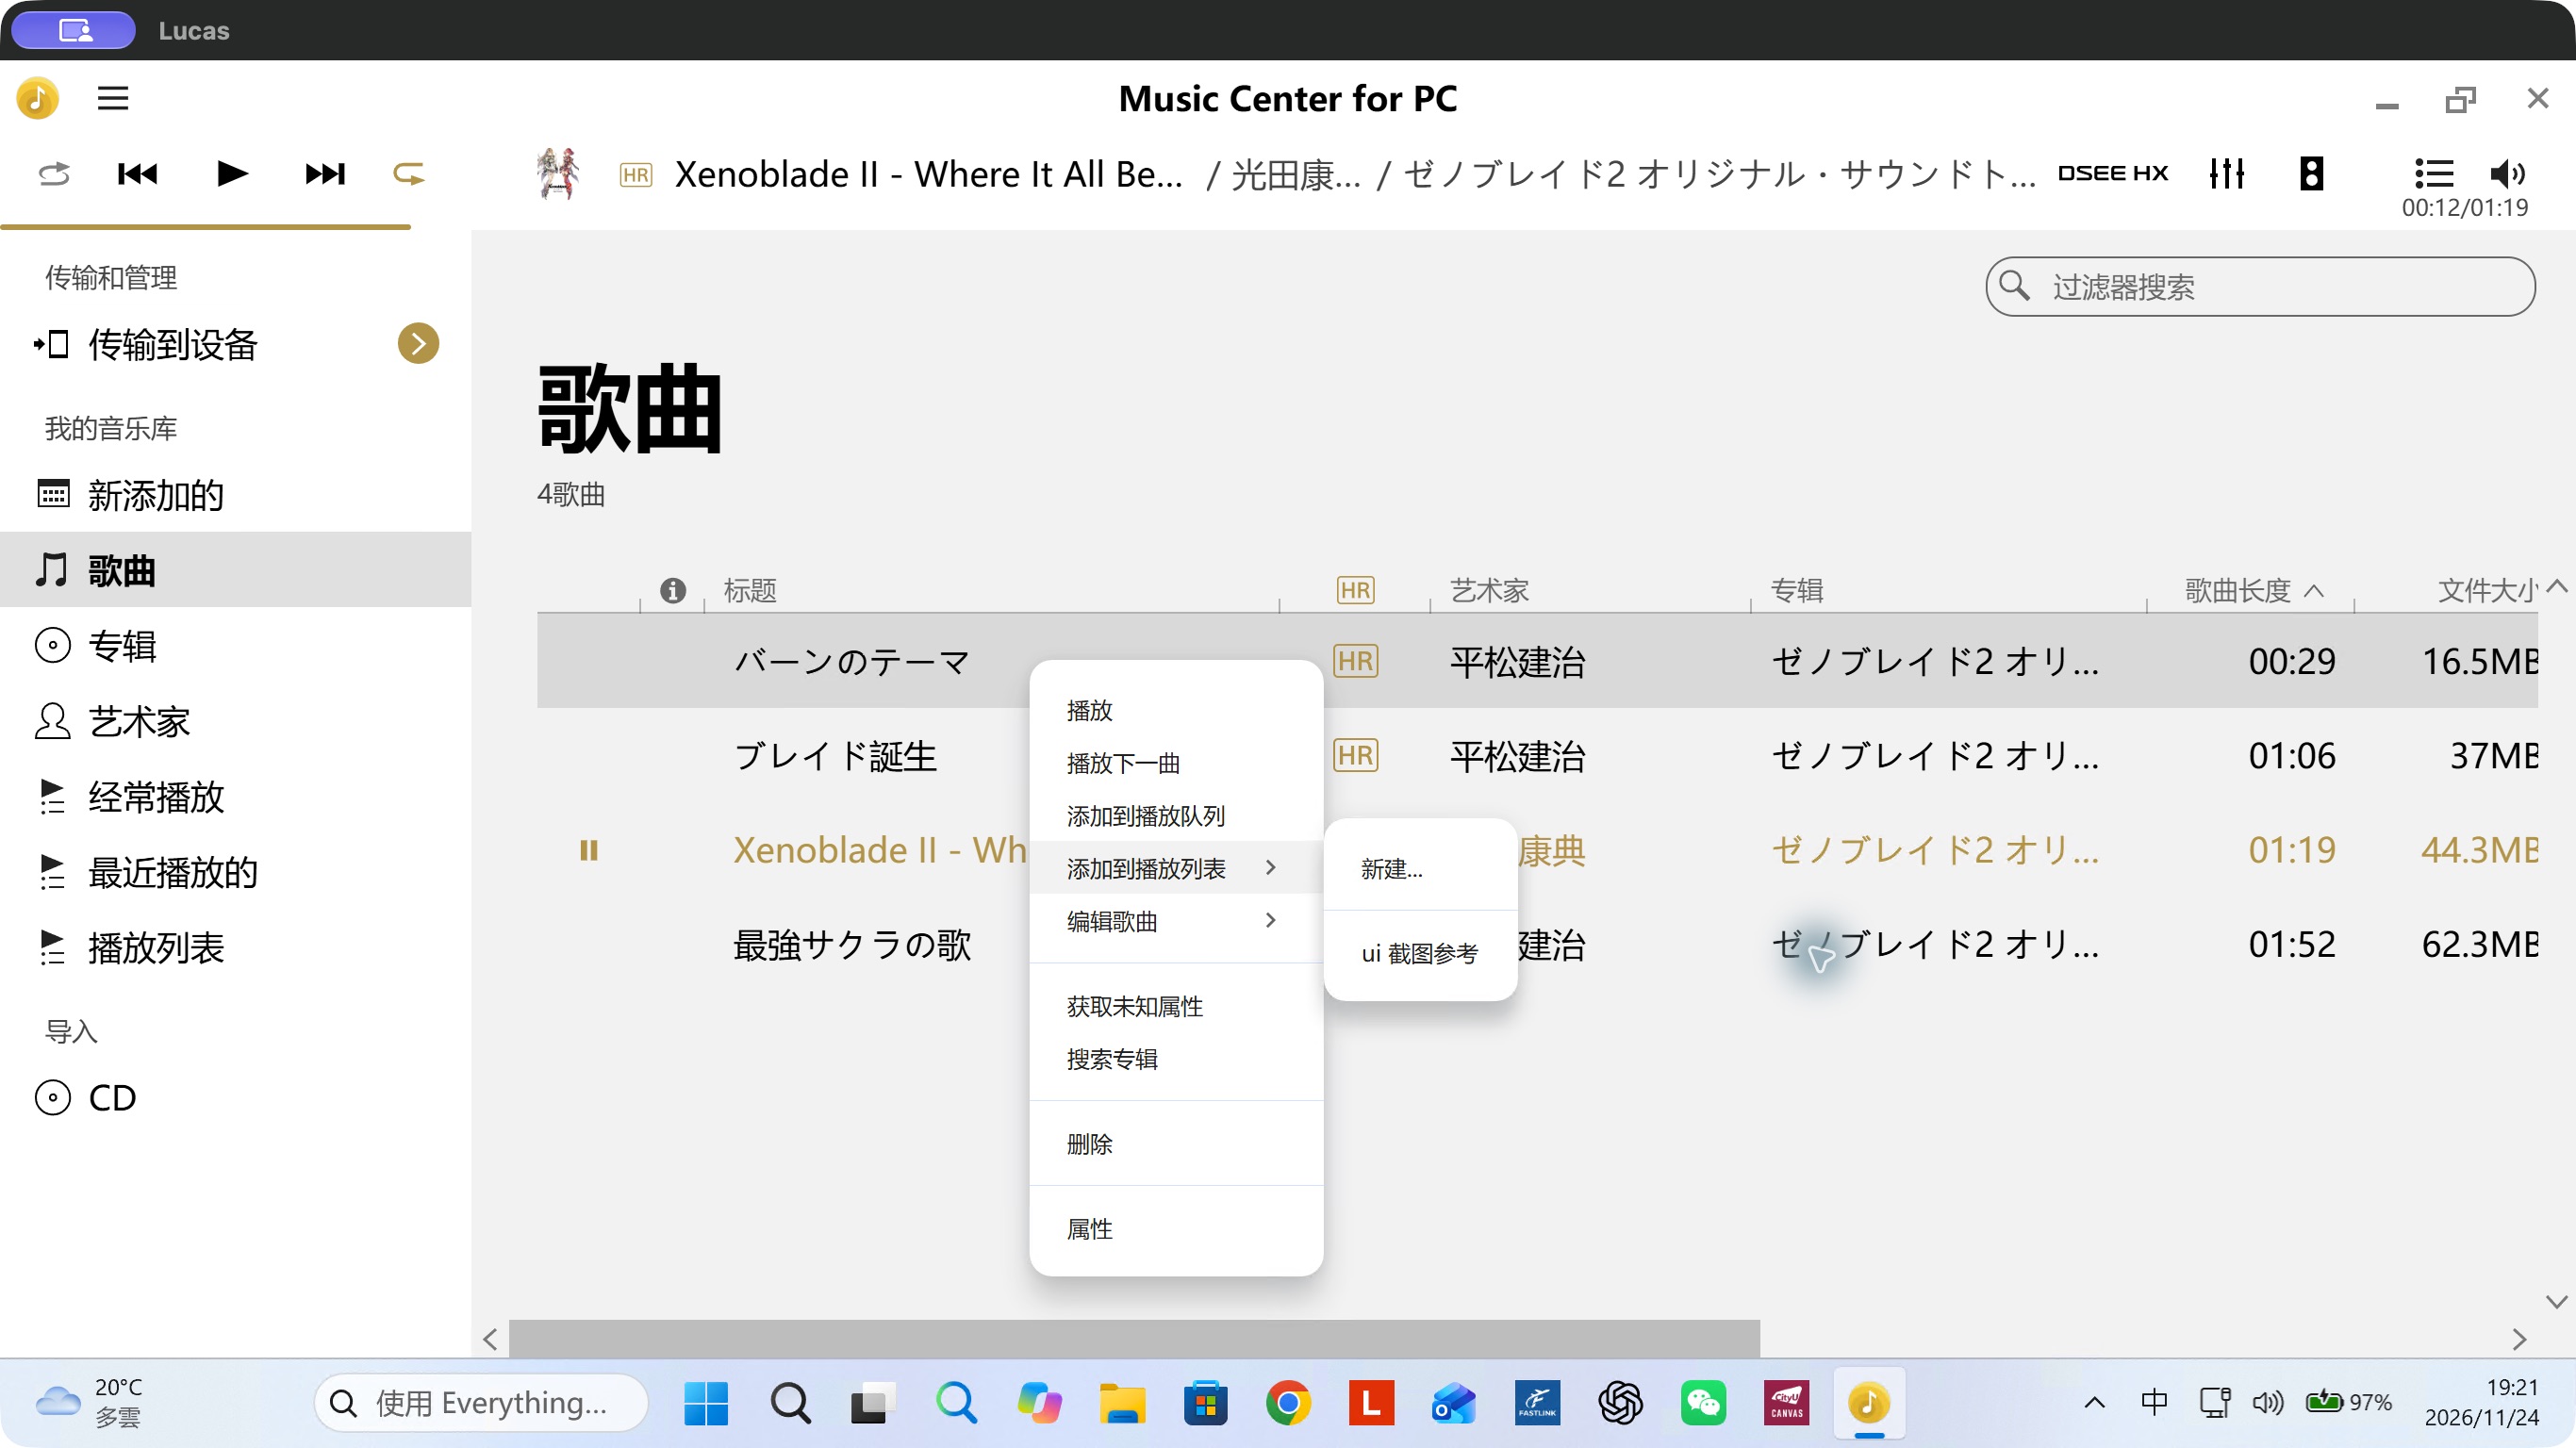 Lucas
Music Center for PC
HR Xenoblade II - Where It All Be... / 光田康... / ゼノブレイド2 オリジナル・サウンドト... DSEE HX
00:12/01:19
传输和管理
传输到设备
我的音乐库
新添加的
歌曲
专辑
艺术家
经常播放
最近播放的
播放列表
导入
CD
过滤器搜索
歌曲
4歌曲
标题 HR 艺术家 专辑 歌曲长度 文件大小
バーンのテーマ HR 平松建治 ゼノブレイド2 オリ... 00:29 16.5MB
ブレイド誕生 HR 平松建治 ゼノブレイド2 オリ... 01:06 37MB
Xenoblade II - Wh 康典 ゼノブレイド2 オリ... 01:19 44.3MB
最強サクラの歌 建治 ゼノブレイド2 オリ... 01:52 62.3MB
播放
播放下一曲
添加到播放队列
添加到播放列表
编辑歌曲
获取未知属性
搜索专辑
删除
属性
新建...
ui 截图参考
20°C
多雲
使用 Everything...
L
O
FASTLINK
CityU
CANVAS
中
97%
19:21
2026/11/24